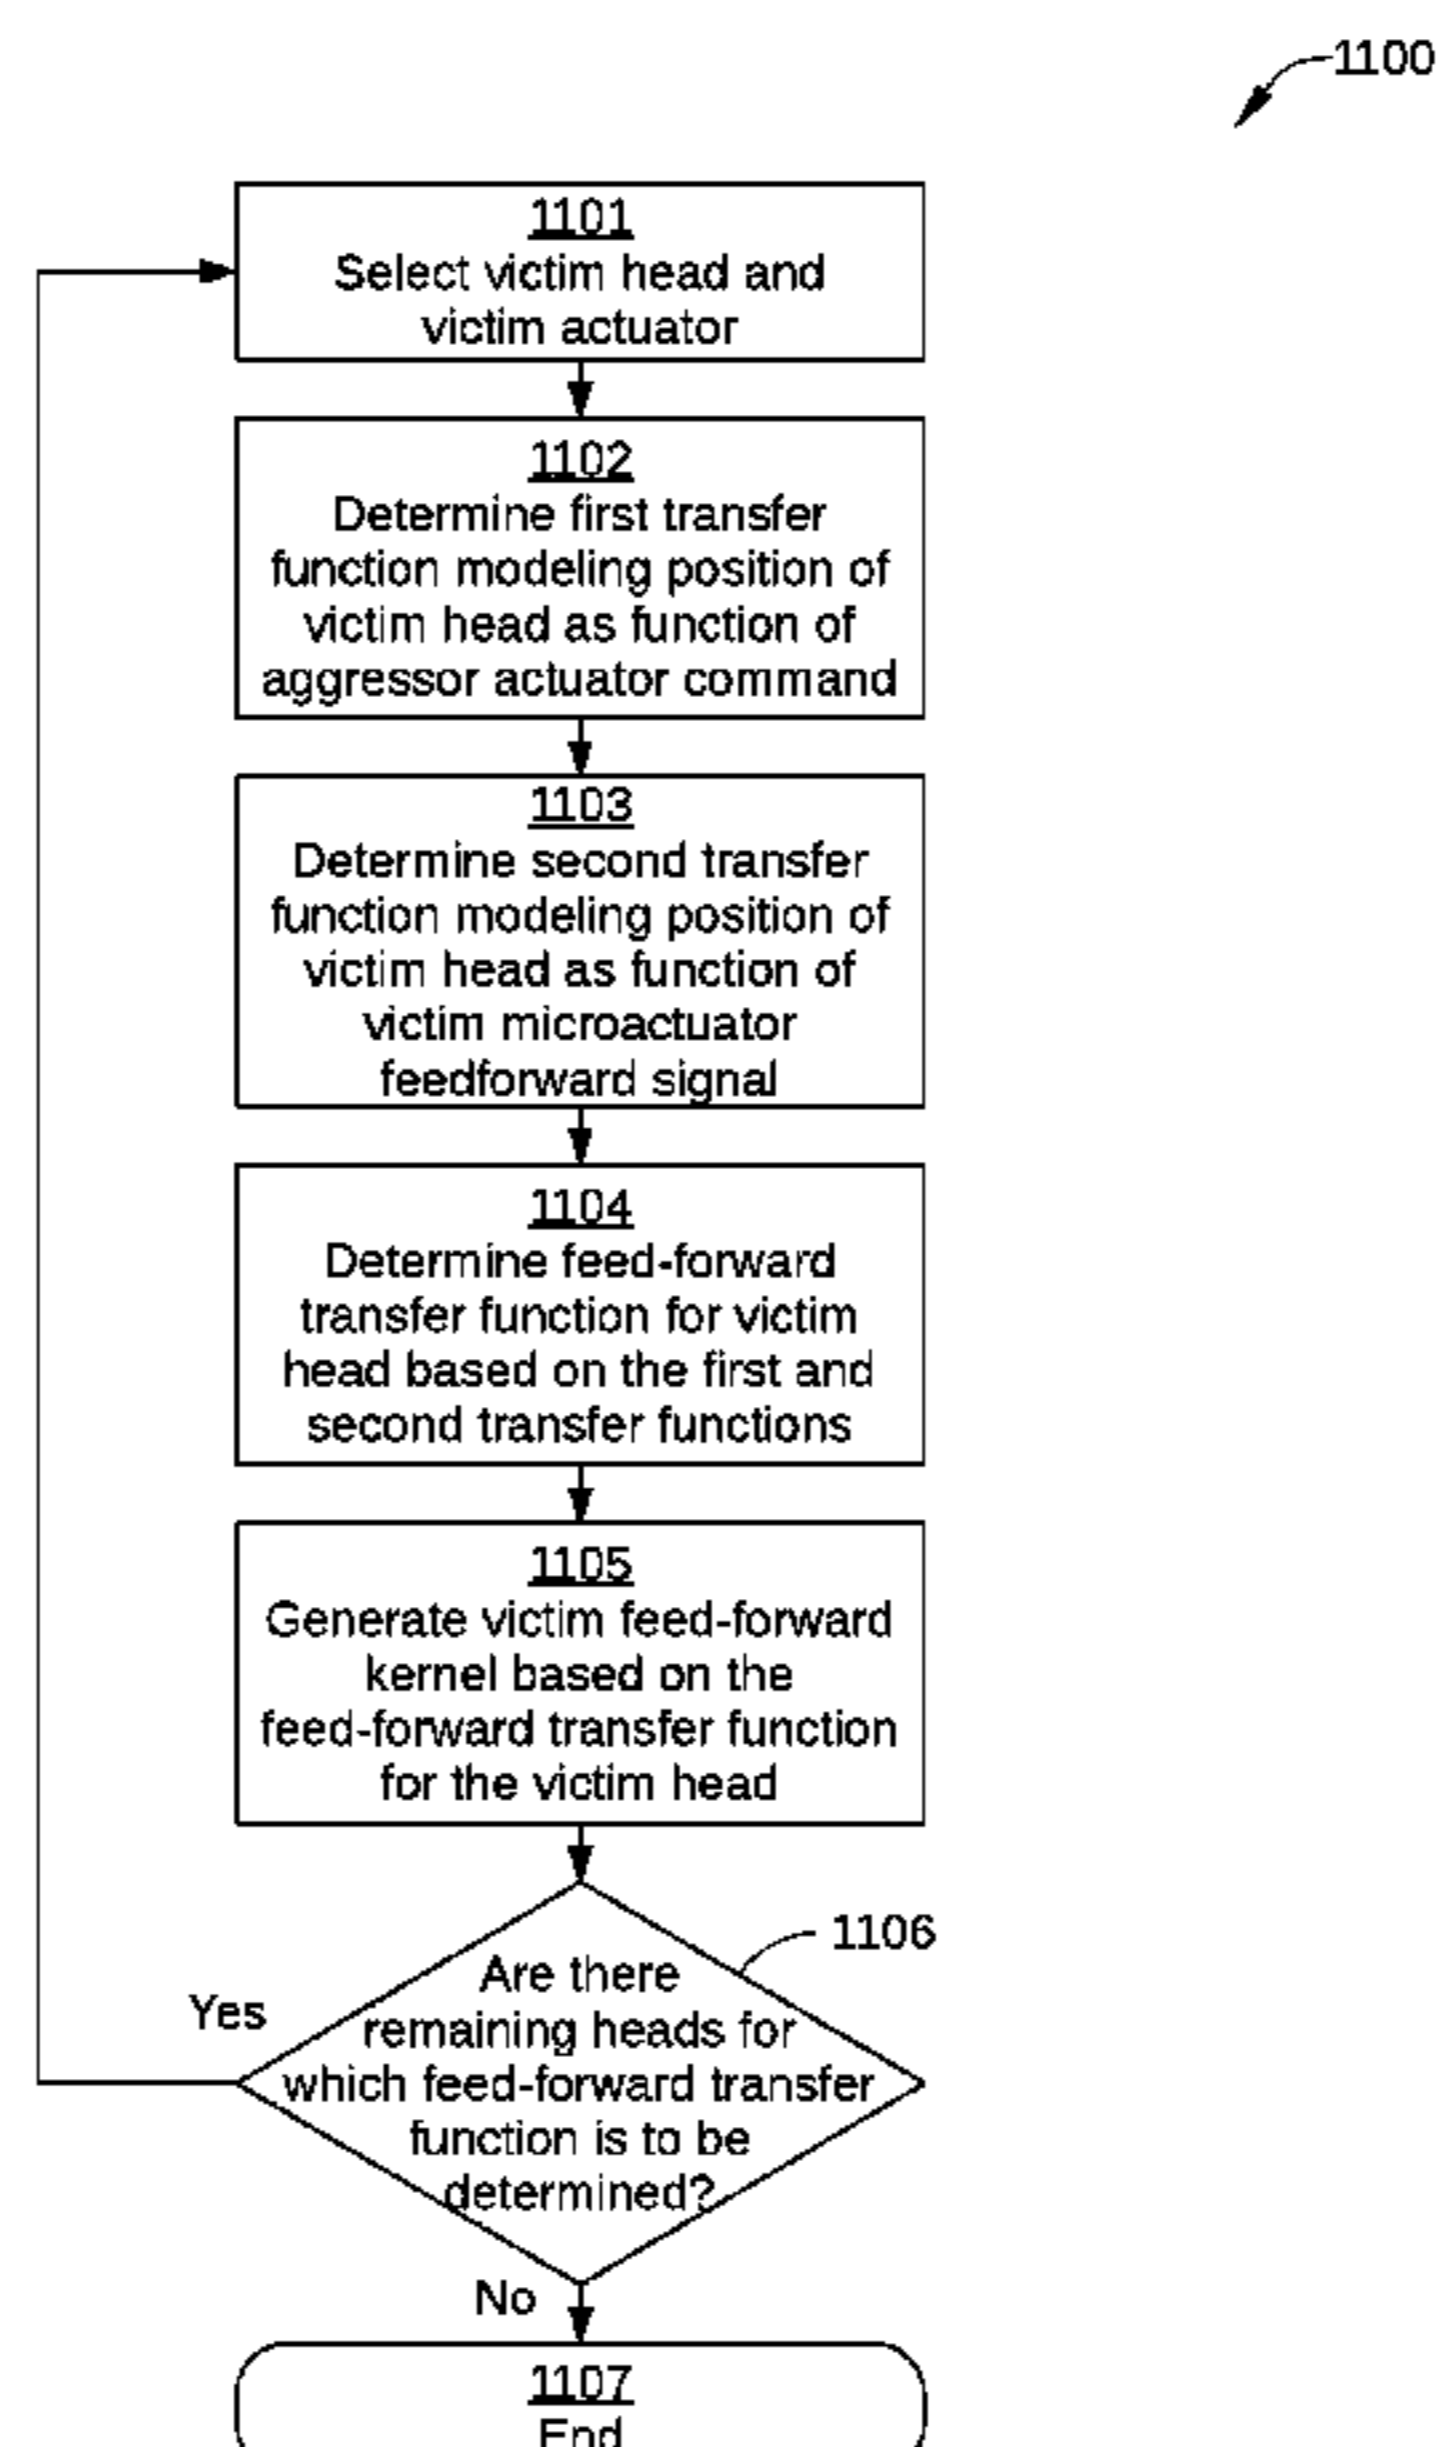 1100
1101
Select victim head and
victim actuator
1102
Determine first transfer
function modeling position of
victim head as function of
aggressor actuator command
1103
Determine second transfer
function modeling position of
victim head as function of
victim microactuator
feedforward signal
1104
Determine feed-forward
transfer function for victim
head based on the first and
second transfer functions
1105
Generate victim feed-forward
kernel based on the
feed-forward transfer function
for the victim head
1106
Are there
remaining heads for
which feed-forward transfer
function is to be
determined?
Yes
No
1107
End